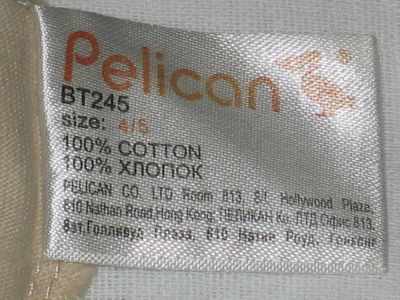 Pelican ®
BT245
size: 4/5
100% COTTON
100% ХЛОПОК
PELICAN CO. LTD Room 813, 8/f. Hollywood Plaza,
610 Nathan Road, Hong Kong; ПЕЛИКАН Ко. ЛТД Офис 813,
8эт. Голливуд Плаза, 610 Натан Роуд, Гонконг